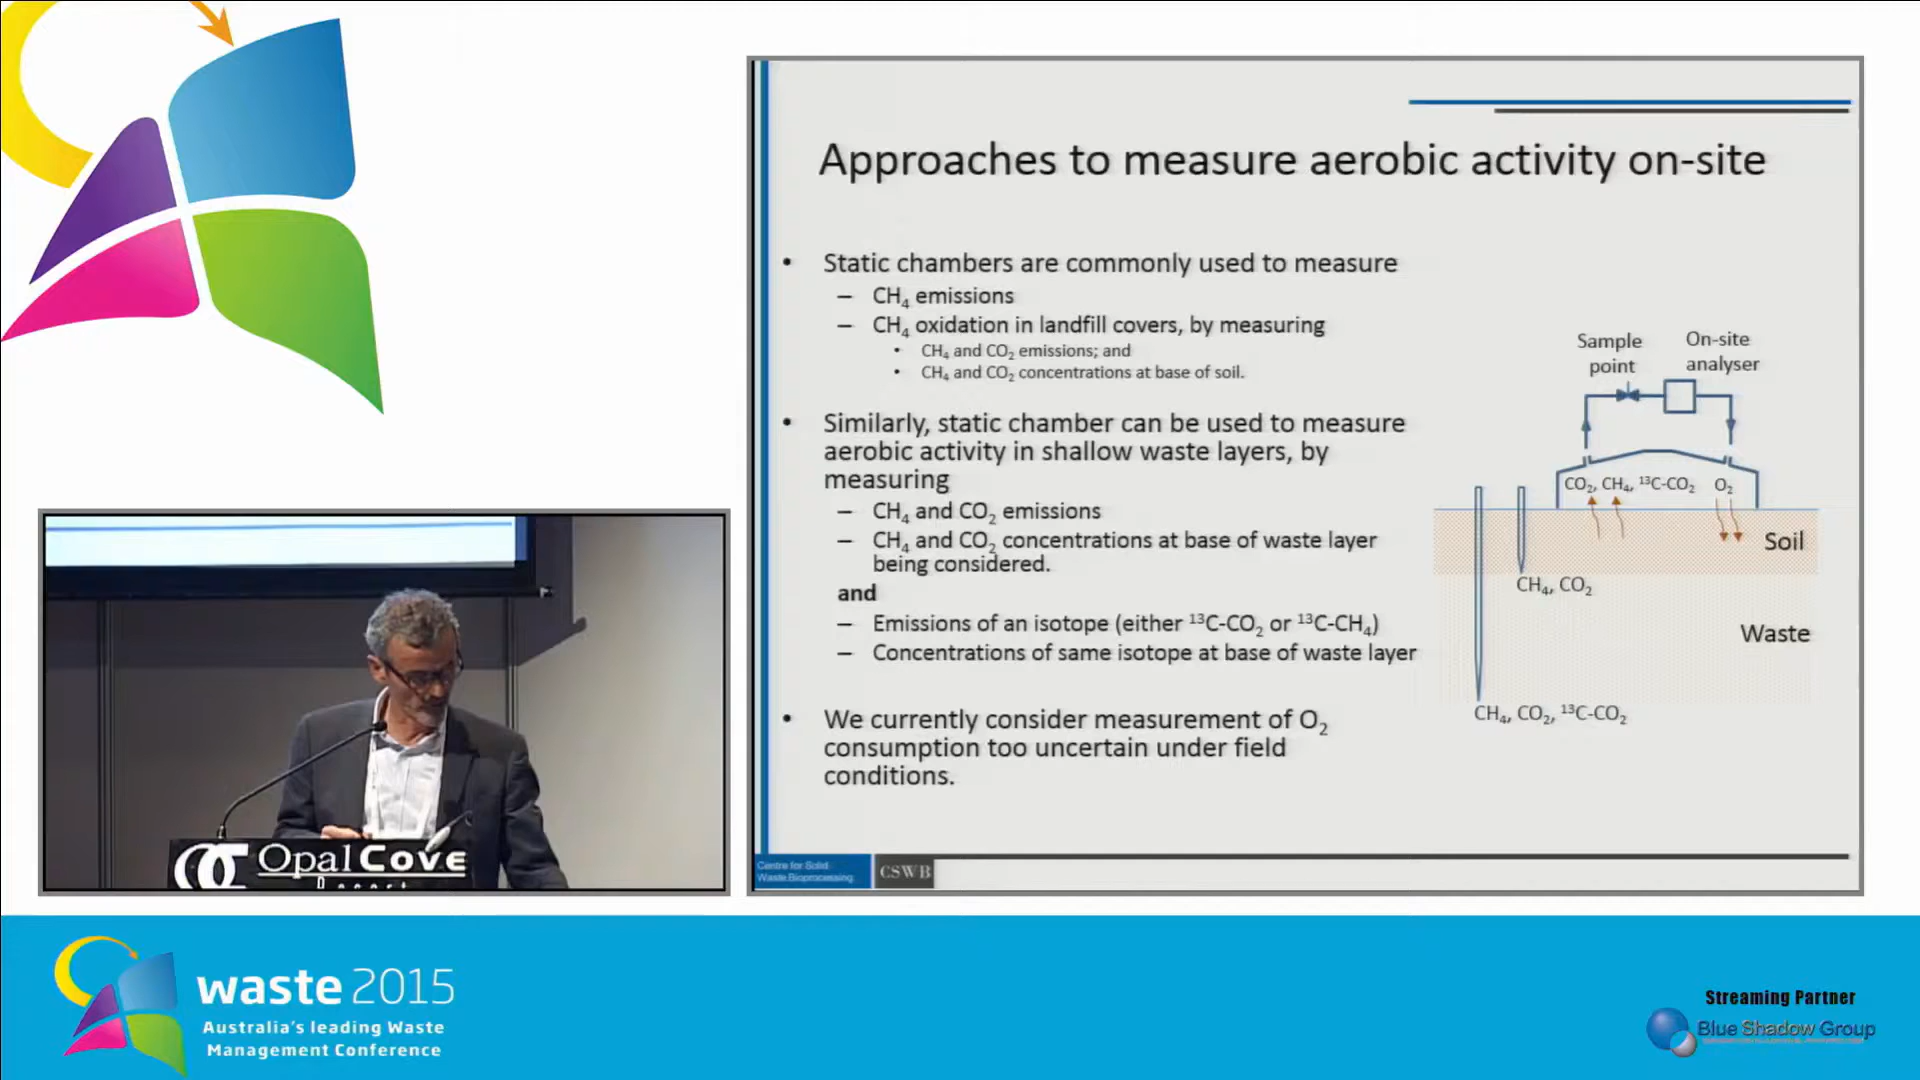 Approaches to measure aerobic activity on-site
• Static chambers are commonly used to measure
– CH₄ emissions
– CH₄ oxidation in landfill covers, by measuring
• CH₄ and CO₂ emissions; and
• CH₄ and CO₂ concentrations at base of soil.
• Similarly, static chamber can be used to measure
aerobic activity in shallow waste layers, by
measuring
– CH₄ and CO₂ emissions
– CH₄ and CO₂ concentrations at base of waste layer
being considered.
and
– Emissions of an isotope (either ¹³C-CO₂ or ¹³C-CH₄)
– Concentrations of same isotope at base of waste layer
• We currently consider measurement of O₂
consumption too uncertain under field
conditions.
Sample
point
On-site
analyser
CO₂, CH₄, ¹³C-CO₂ O₂
Soil
CH₄, CO₂
Waste
CH₄, CO₂, ¹³C-CO₂
Centre for Solid
Waste Bioprocessing
CSWB
Opal Cove
Resort
waste 2015
Australia's leading Waste
Management Conference
Streaming Partner
Blue Shadow Group